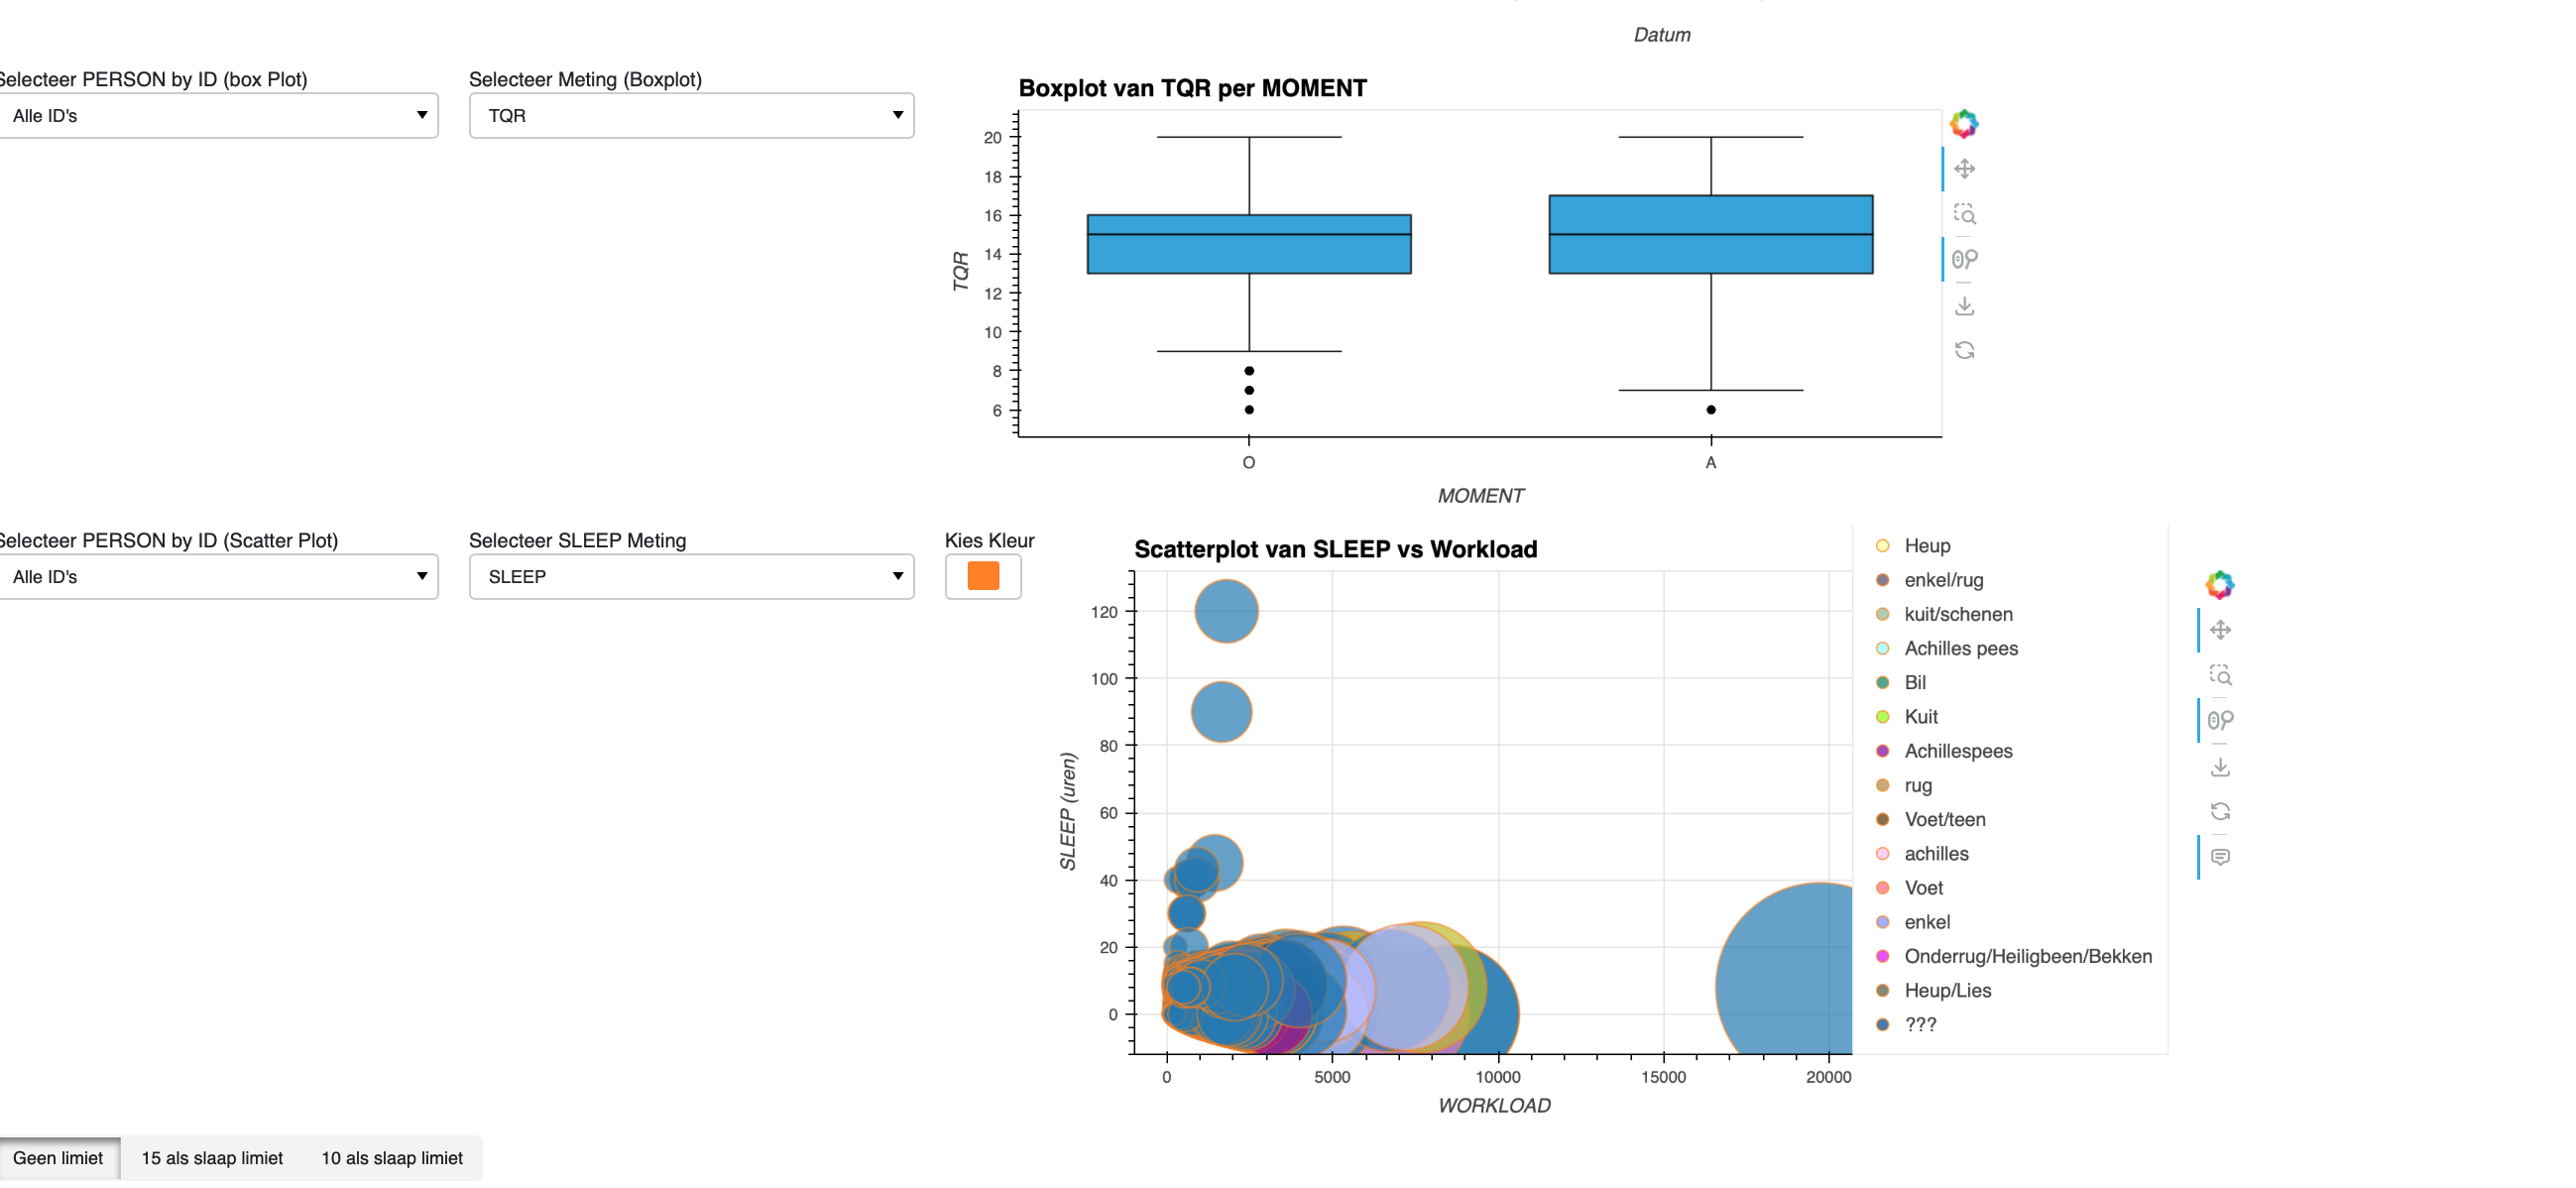 Datum
Selecteer PERSON by ID (box Plot)
Alle ID's
Selecteer Meting (Boxplot)
TQR
Boxplot van TQR per MOMENT
20
18
16
14
12
10
8
6
TQR
O
A
MOMENT
Selecteer PERSON by ID (Scatter Plot)
Alle ID's
Selecteer SLEEP Meting
SLEEP
Kies Kleur
Scatterplot van SLEEP vs Workload
120
100
80
60
40
20
0
SLEEP (uren)
0
5000
10000
15000
20000
WORKLOAD
Heup
enkel/rug
kuit/schenen
Achilles pees
Bil
Kuit
Achillespees
rug
Voet/teen
achilles
Voet
enkel
Onderrug/Heiligbeen/Bekken
Heup/Lies
???
Geen limiet
15 als slaap limiet
10 als slaap limiet